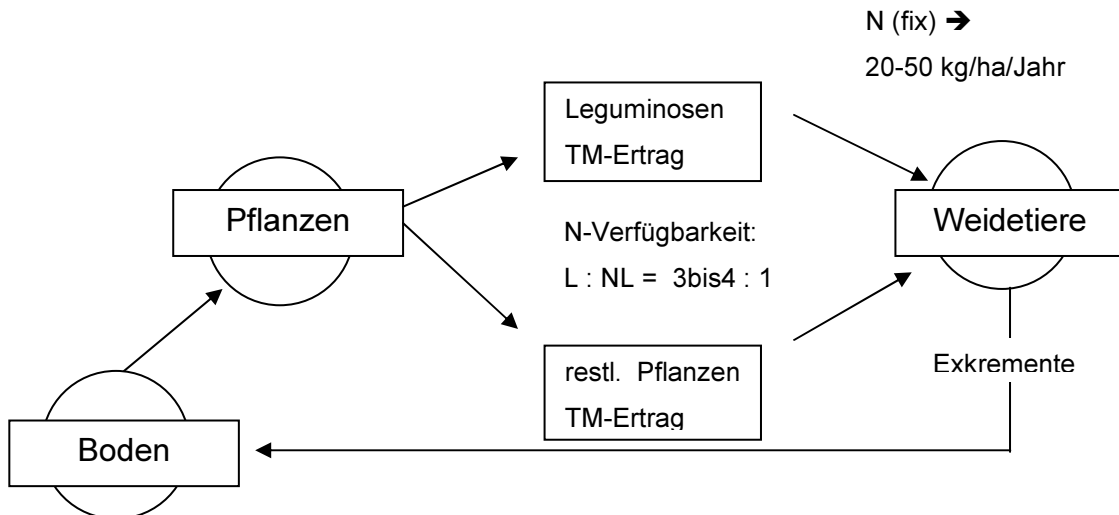 N (fix) ➔
20-50 kg/ha/Jahr
Leguminosen
TM-Ertrag
Pflanzen
Weidetiere
N-Verfügbarkeit:
L : NL = 3bis4 : 1
restl. Pflanzen
TM-Ertrag
Exkremente
Boden